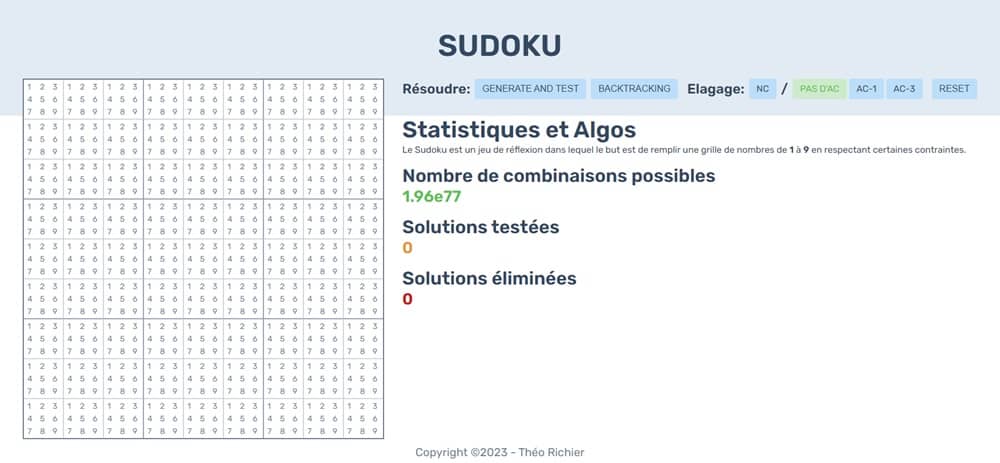 SUDOKU
Résoudre: GENERATE AND TEST BACKTRACKING Elagage: NC / PAS D'AC AC-1 AC-3 RESET
1 2 3 1 2 3 1 2 3 1 2 3 1 2 3 1 2 3 1 2 3 1 2 3 1 2 3
4 5 6 4 5 6 4 5 6 4 5 6 4 5 6 4 5 6 4 5 6 4 5 6 4 5 6
7 8 9 7 8 9 7 8 9 7 8 9 7 8 9 7 8 9 7 8 9 7 8 9 7 8 9
1 2 3 1 2 3 1 2 3 1 2 3 1 2 3 1 2 3 1 2 3 1 2 3 1 2 3
4 5 6 4 5 6 4 5 6 4 5 6 4 5 6 4 5 6 4 5 6 4 5 6 4 5 6
7 8 9 7 8 9 7 8 9 7 8 9 7 8 9 7 8 9 7 8 9 7 8 9 7 8 9
1 2 3 1 2 3 1 2 3 1 2 3 1 2 3 1 2 3 1 2 3 1 2 3 1 2 3
4 5 6 4 5 6 4 5 6 4 5 6 4 5 6 4 5 6 4 5 6 4 5 6 4 5 6
7 8 9 7 8 9 7 8 9 7 8 9 7 8 9 7 8 9 7 8 9 7 8 9 7 8 9
1 2 3 1 2 3 1 2 3 1 2 3 1 2 3 1 2 3 1 2 3 1 2 3 1 2 3
4 5 6 4 5 6 4 5 6 4 5 6 4 5 6 4 5 6 4 5 6 4 5 6 4 5 6
7 8 9 7 8 9 7 8 9 7 8 9 7 8 9 7 8 9 7 8 9 7 8 9 7 8 9
1 2 3 1 2 3 1 2 3 1 2 3 1 2 3 1 2 3 1 2 3 1 2 3 1 2 3
4 5 6 4 5 6 4 5 6 4 5 6 4 5 6 4 5 6 4 5 6 4 5 6 4 5 6
7 8 9 7 8 9 7 8 9 7 8 9 7 8 9 7 8 9 7 8 9 7 8 9 7 8 9
1 2 3 1 2 3 1 2 3 1 2 3 1 2 3 1 2 3 1 2 3 1 2 3 1 2 3
4 5 6 4 5 6 4 5 6 4 5 6 4 5 6 4 5 6 4 5 6 4 5 6 4 5 6
7 8 9 7 8 9 7 8 9 7 8 9 7 8 9 7 8 9 7 8 9 7 8 9 7 8 9
1 2 3 1 2 3 1 2 3 1 2 3 1 2 3 1 2 3 1 2 3 1 2 3 1 2 3
4 5 6 4 5 6 4 5 6 4 5 6 4 5 6 4 5 6 4 5 6 4 5 6 4 5 6
7 8 9 7 8 9 7 8 9 7 8 9 7 8 9 7 8 9 7 8 9 7 8 9 7 8 9
1 2 3 1 2 3 1 2 3 1 2 3 1 2 3 1 2 3 1 2 3 1 2 3 1 2 3
4 5 6 4 5 6 4 5 6 4 5 6 4 5 6 4 5 6 4 5 6 4 5 6 4 5 6
7 8 9 7 8 9 7 8 9 7 8 9 7 8 9 7 8 9 7 8 9 7 8 9 7 8 9
1 2 3 1 2 3 1 2 3 1 2 3 1 2 3 1 2 3 1 2 3 1 2 3 1 2 3
4 5 6 4 5 6 4 5 6 4 5 6 4 5 6 4 5 6 4 5 6 4 5 6 4 5 6
7 8 9 7 8 9 7 8 9 7 8 9 7 8 9 7 8 9 7 8 9 7 8 9 7 8 9
Statistiques et Algos
Le Sudoku est un jeu de réflexion dans lequel le but est de remplir une grille de nombres de 1 à 9 en respectant certaines contraintes.
Nombre de combinaisons possibles
1.96e77
Solutions testées
0
Solutions éliminées
0
Copyright ©2023 - Théo Richier